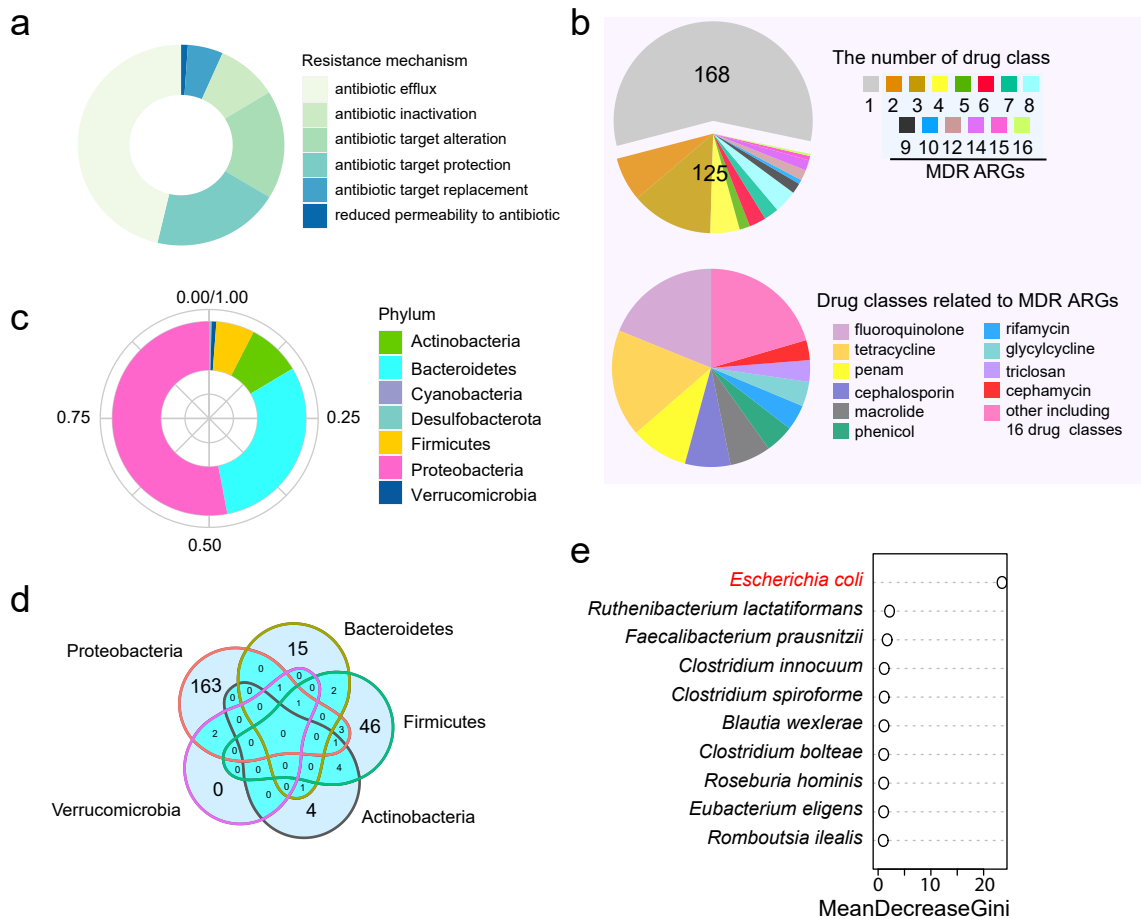 a
Resistance mechanism
antibiotic efflux
antibiotic inactivation
antibiotic target alteration
antibiotic target protection
antibiotic target replacement
reduced permeability to antibiotic
b
168
125
The number of drug class
1 2 3 4 5 6 7 8
9 10 12 14 15 16
MDR ARGs
Drug classes related to MDR ARGs
fluoroquinolone
tetracycline
penam
cephalosporin
macrolide
phenicol
rifamycin
glycylcycline
triclosan
cephamycin
other including
16 drug classes
c
0.00/1.00
0.25
0.50
0.75
Phylum
Actinobacteria
Bacteroidetes
Cyanobacteria
Desulfobacterota
Firmicutes
Proteobacteria
Verrucomicrobia
d
Bacteroidetes
Proteobacteria
Firmicutes
Verrucomicrobia
Actinobacteria
15
163
46
0
4
e
Escherichia coli
Ruthenibacterium lactatiformans
Faecalibacterium prausnitzii
Clostridium innocuum
Clostridium spiroforme
Blautia wexlerae
Clostridium bolteae
Roseburia hominis
Eubacterium eligens
Romboutsia ilealis
0 10 20
MeanDecreaseGini